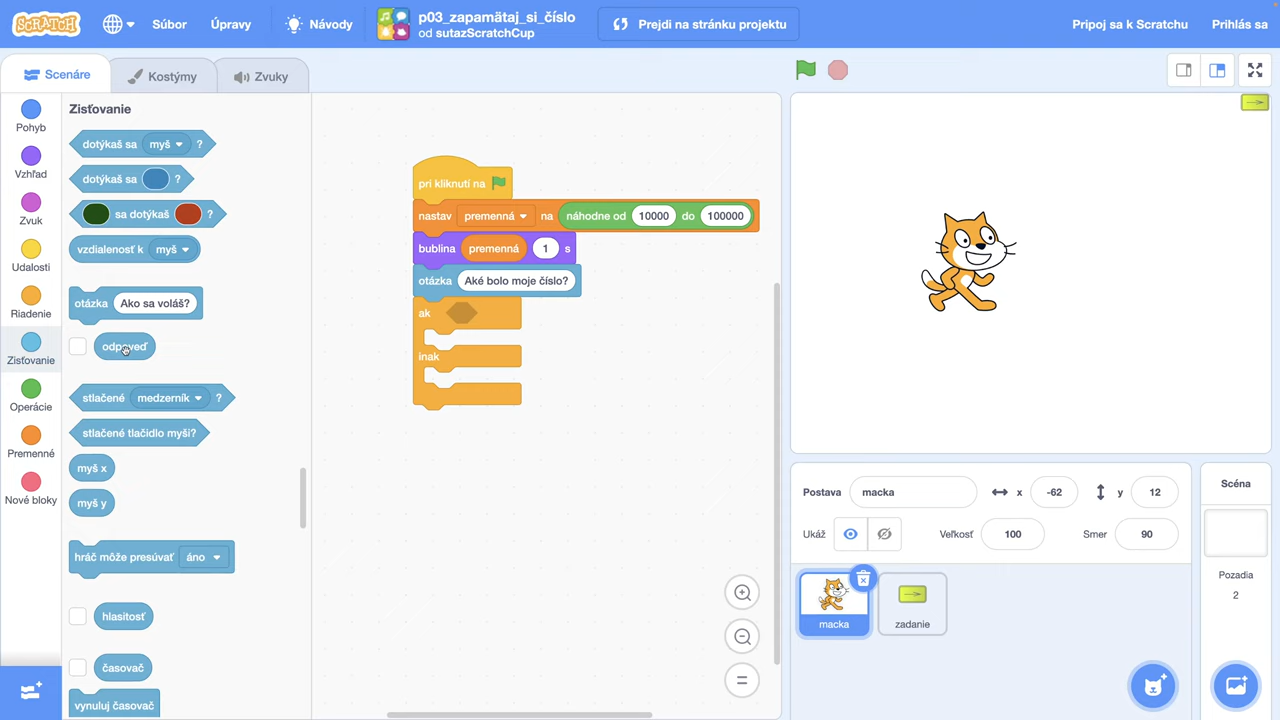 SCRATCH
Súbor
Úpravy
Návody
p03_zapamätaj_si_číslo
od sutazScratchCup
Prejdi na stránku projektu
Pripoj sa k Scratchu
Prihlás sa
Scenáre
Kostýmy
Zvuky
Pohyb
Vzhľad
Zvuk
Udalosti
Riadenie
Zisťovanie
Operácie
Premenné
Nové bloky
Zisťovanie
dotýkaš sa myš ?
dotýkaš sa ?
sa dotýkaš ?
vzdialenosť k myš
otázka Ako sa voláš?
odpoveď
stlačené medzerník ?
stlačené tlačidlo myši?
myš x
myš y
hráč môže presúvať áno
hlasitosť
časovač
vynuluj časovač
pri kliknutí na
nastav premenná na náhodne od 10000 do 100000
bublina premenná 1 s
otázka Aké bolo moje číslo?
ak
inak
Postava macka x -62 y 12
Ukáž Veľkosť 100 Smer 90
macka
zadanie
Scéna
Pozadia
2